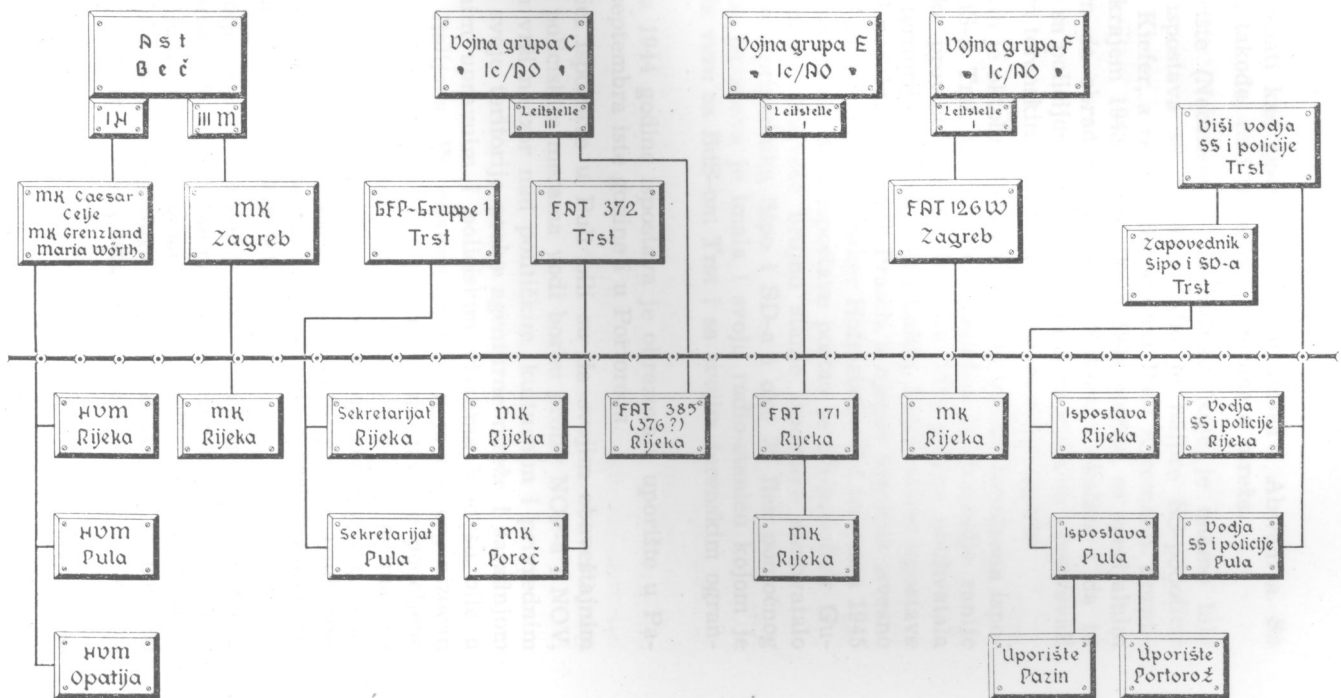 Ast
Beč
I H
III M
Vojna grupa C
Ic/AO
Leitstelle
III
Vojna grupa E
Ic/AO
Leitstelle
I
Vojna grupa F
Ic/AO
Leitstelle
I
Viši vodja
SS i policije
Trst
MK Caesar
Celje
MK Grenzland
Maria Wörth
MK
Zagreb
GFP-Gruppe 1
Trst
FAT 372
Trst
FAT 126W
Zagreb
Zapovednik
Sipo i SD-a
Trst
HVM
Rijeka
MK
Rijeka
Sekretarijat
Rijeka
MK
Rijeka
FAT 385
(376?)
Rijeka
FAT 171
Rijeka
MK
Rijeka
Ispostava
Rijeka
Vodja
SS i policije
Rijeka
HVM
Pula
Sekretarijat
Pula
MK
Poreč
MK
Rijeka
Ispostava
Pula
Vodja
SS i policije
Pula
HVM
Opatija
Uporište
Pazin
Uporište
Portorož